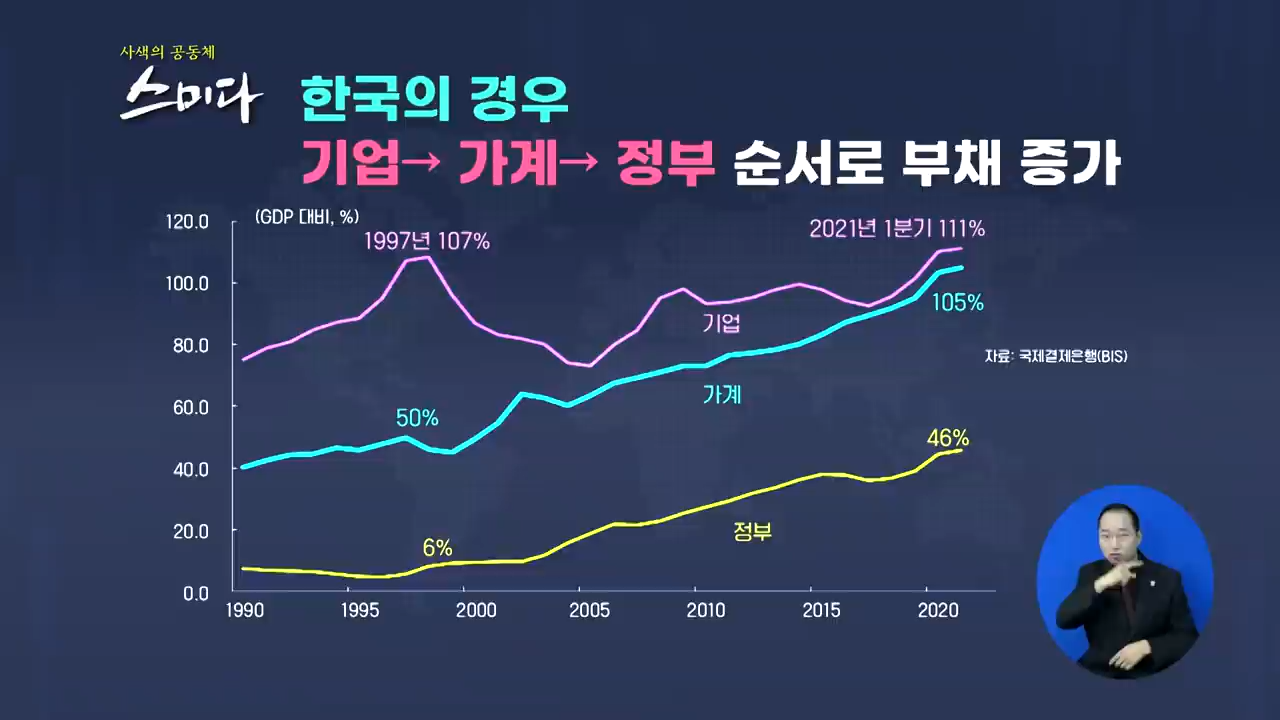 사색의 공동체
스미다
한국의 경우
기업→ 가계→ 정부 순서로 부채 증가
(GDP 대비, %)
120.0
100.0
80.0
60.0
40.0
20.0
0.0
1990
1995
2000
2005
2010
2015
2020
1997년 107%
2021년 1분기 111%
기업
105%
자료: 국제결제은행(BIS)
가계
50%
46%
정부
6%